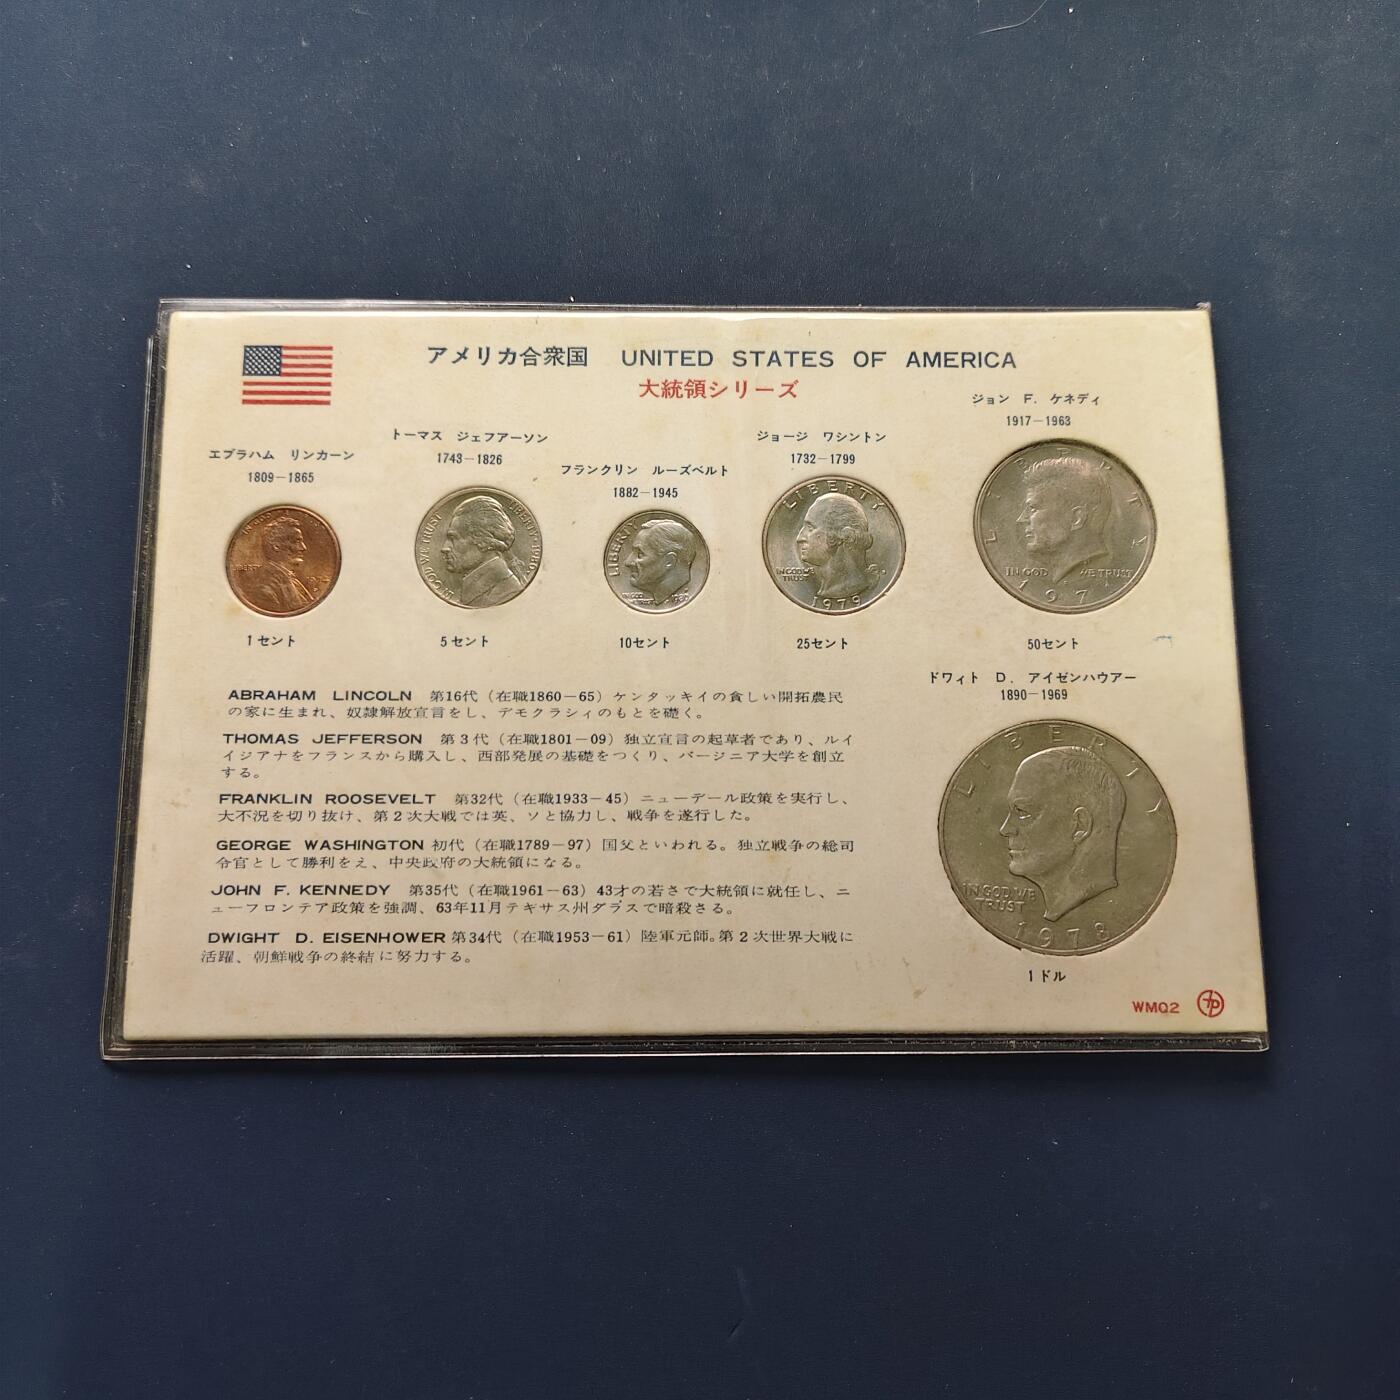 アメリカ合衆国 UNITED STATES OF AMERICA
大統領シリーズ
エブラハム リンカーン
1809－1865
1セント
トーマス ジェファーソン
1743－1826
5セント
フランクリン ルーズベルト
1882－1945
LIBERTY
10セント
ジョージ ワシントン
1732－1799
LIBERTY
IN GOD WE
TRUST
1979
25セント
ジョン F. ケネディ
1917－1963
LIBERTY
IN GOD WE TRUST
50セント
ドワィト D. アイゼンハウアー
1890－1969
LIBERTY
IN GOD WE
TRUST
1978
1ドル
ABRAHAM LINCOLN 第16代（在職1860－65）ケンタッキイの貧しい開拓農民
の家に生まれ、奴隷解放宣言をし、デモクラシィのもとを礎く。
THOMAS JEFFERSON 第3代（在職1801－09）独立宣言の起草者であり、ルイ
イジアナをフランスから購入し、西部発展の基礎をつくり、バージニア大学を創立
する。
FRANKLIN ROOSEVELT 第32代（在職1933－45）ニューデール政策を実行し、
大不況を切り抜け、第2次大戦では英、ソと協力し、戦争を遂行した。
GEORGE WASHINGTON 初代（在職1789－97）国父といわれる。独立戦争の総司
令官として勝利をえ、中央政府の大統領になる。
JOHN F. KENNEDY 第35代（在職1961－63）43才の若さで大統領に就任し、ニ
ューフロンテア政策を強調、63年11月テキサス州ダラスで暗殺さる。
DWIGHT D. EISENHOWER 第34代（在職1953－61）陸軍元師。第2次世界大戦に
活躍、朝鮮戦争の終結に努力する。
WMQ2